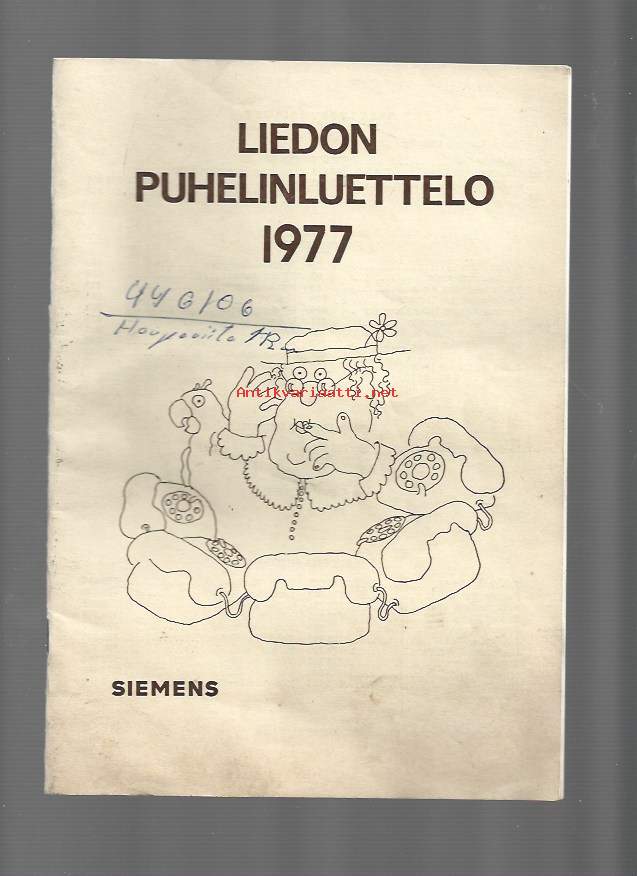 LIEDON
PUHELINLUETTELO
1977
446106
Antikvariaatti.net
SIEMENS